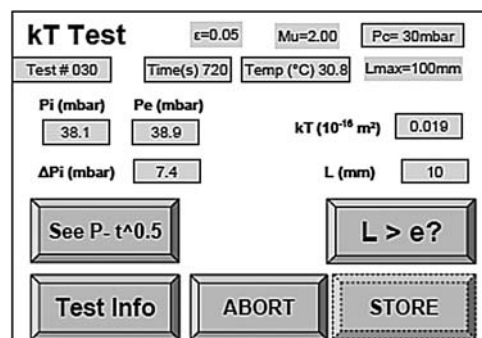 kT Test ε=0.05 Mu=2.00 Pc= 30mbar
Test # 030 Time(s) 720 Temp (°C) 30.8 Lmax=100mm
Pi (mbar) Pe (mbar)
38.1 38.9 kT (10⁻¹⁶ m²) 0.019
ΔPi (mbar) 7.4 L (mm) 10
See P- t^0.5 L > e?
Test Info ABORT STORE